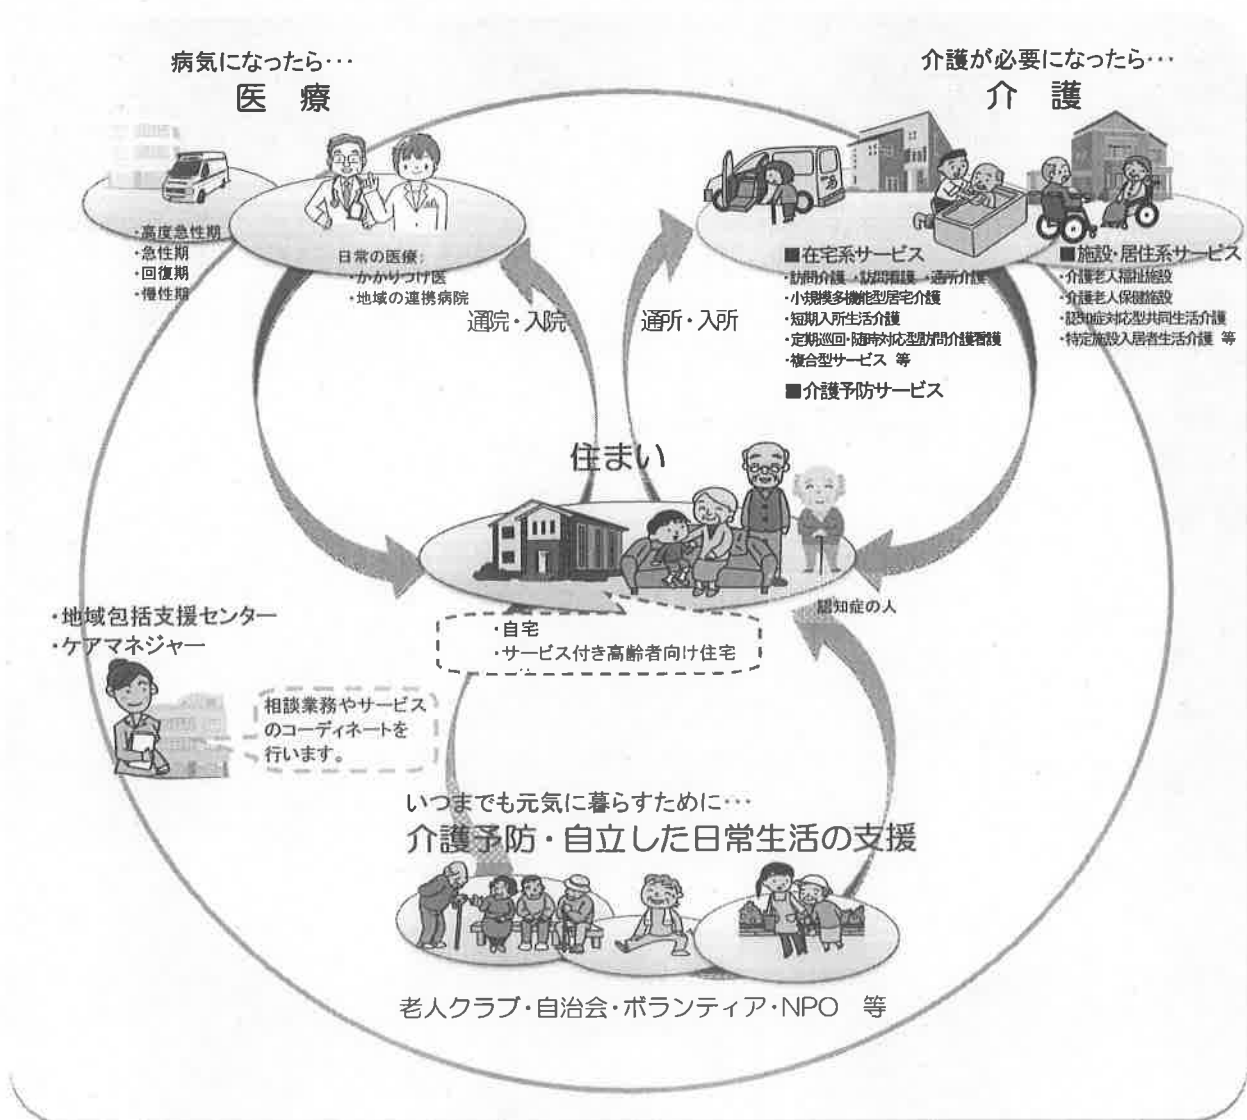 病気になったら･･･
医 療
・高度急性期
・急性期
・回復期
・慢性期
日常の医療:
・かかりつけ医
・地域の連携病院
通院・入院
介護が必要になったら･･･
介 護
■在宅系サービス
・訪問介護 ・訪問看護 ・通所介護
・小規模多機能型居宅介護
・短期入所生活介護
・定期巡回・随時対応型訪問介護看護
・複合型サービス 等
■介護予防サービス
■施設・居住系サービス
・介護老人福祉施設
・介護老人保健施設
・認知症対応型共同生活介護
・特定施設入居者生活介護 等
通所・入所
住まい
認知症の人
・自宅
・サービス付き高齢者向け住宅
・地域包括支援センター
・ケアマネジャー
相談業務やサービス
のコーディネートを
行います。
いつまでも元気に暮らすために･･･
介護予防・自立した日常生活の支援
老人クラブ・自治会・ボランティア・NPO 等